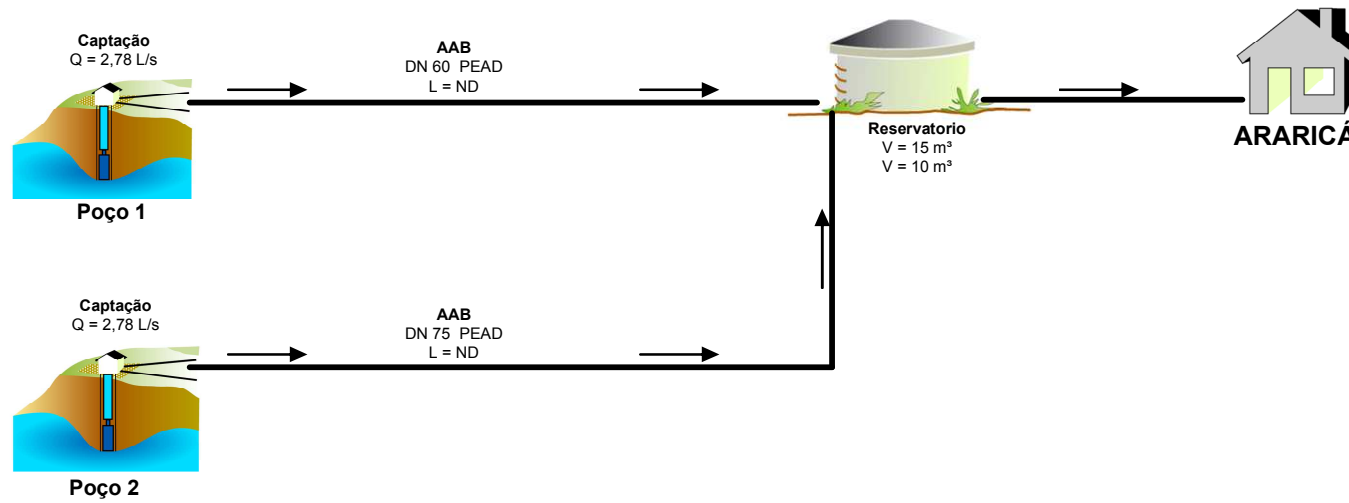 Captação
Q = 2,78 L/s
Poço 1
AAB
DN 60 PEAD
L = ND
Reservatorio
V = 15 m³
V = 10 m³
ARARICÁ
Captação
Q = 2,78 L/s
Poço 2
AAB
DN 75 PEAD
L = ND